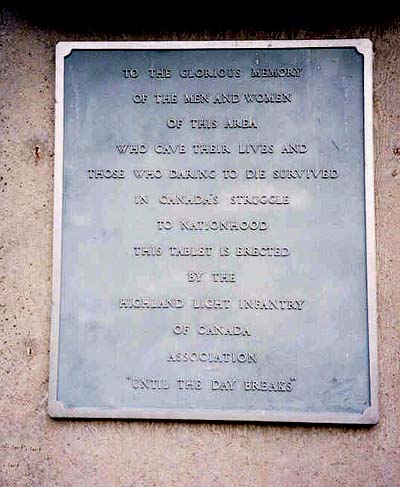 TO THE GLORIOUS MEMORY
OF THE MEN AND WOMEN
OF THIS AREA
WHO GAVE THEIR LIVES AND
THOSE WHO DARING TO DIE SURVIVED
IN CANADA'S STRUGGLE
TO NATIONHOOD
THIS TABLET IS ERECTED
BY THE
HIGHLAND LIGHT INFANTRY
OF CANADA
ASSOCIATION
"UNTIL THE DAY BREAKS"